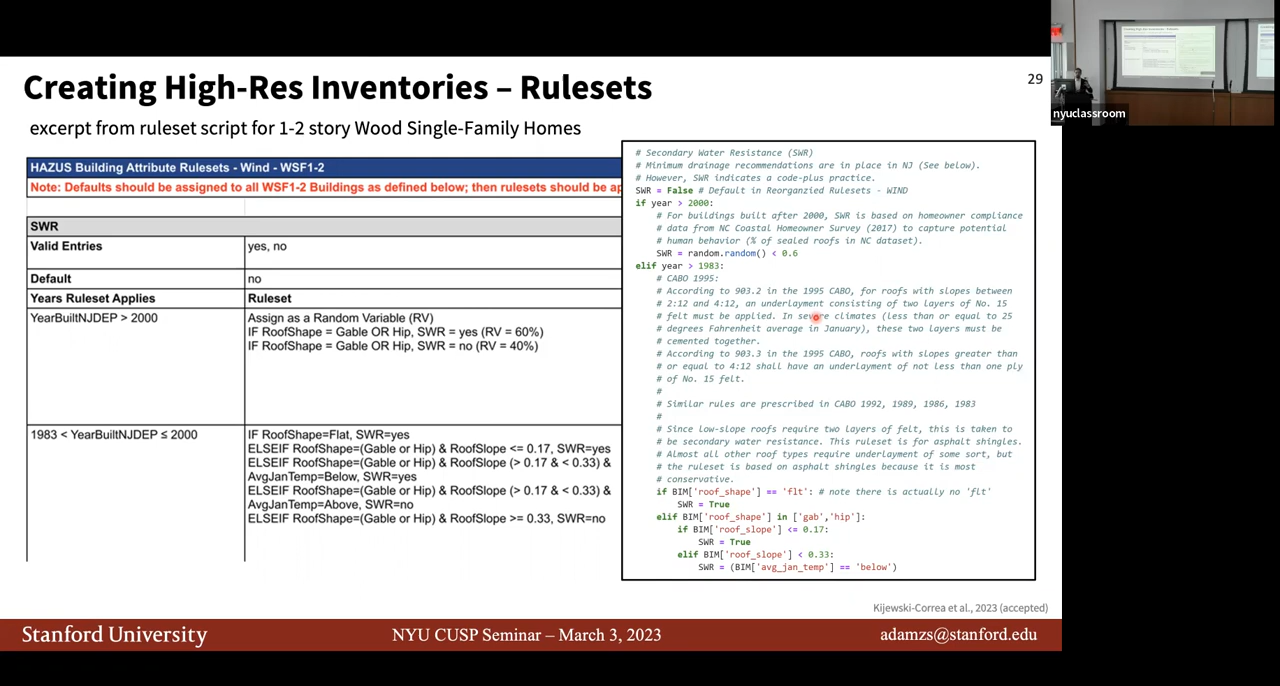 Creating High-Res Inventories – Rulesets
29
excerpt from ruleset script for 1-2 story Wood Single-Family Homes
HAZUS Building Attribute Rulesets - Wind - WSF1-2
Note: Defaults should be assigned to all WSF1-2 Buildings as defined below; then rulesets should be ap
SWR
Valid Entries
yes, no
Default
no
Years Ruleset Applies
Ruleset
YearBuiltNJDEP > 2000
Assign as a Random Variable (RV)
IF RoofShape = Gable OR Hip, SWR = yes (RV = 60%)
IF RoofShape = Gable OR Hip, SWR = no (RV = 40%)
1983 < YearBuiltNJDEP ≤ 2000
IF RoofShape=Flat, SWR=yes
ELSEIF RoofShape=(Gable or Hip) & RoofSlope <= 0.17, SWR=yes
ELSEIF RoofShape=(Gable or Hip) & RoofSlope (> 0.17 & < 0.33) &
AvgJanTemp=Below, SWR=yes
ELSEIF RoofShape=(Gable or Hip) & RoofSlope (> 0.17 & < 0.33) &
AvgJanTemp=Above, SWR=no
ELSEIF RoofShape=(Gable or Hip) & RoofSlope >= 0.33, SWR=no
# Secondary Water Resistance (SWR)
# Minimum drainage recommendations are in place in NJ (See below).
# However, SWR indicates a code-plus practice.
SWR = False # Default in Reorganzied Rulesets - WIND
if year > 2000:
# For buildings built after 2000, SWR is based on homeowner compliance
# data from NC Coastal Homeowner Survey (2017) to capture potential
# human behavior (% of sealed roofs in NC dataset).
SWR = random.random() < 0.6
elif year > 1983:
# CABO 1995:
# According to 903.2 in the 1995 CABO, for roofs with slopes between
# 2:12 and 4:12, an underlayment consisting of two layers of No. 15
# felt must be applied. In severe climates (less than or equal to 25
# degrees Fahrenheit average in January), these two layers must be
# cemented together.
# According to 903.3 in the 1995 CABO, roofs with slopes greater than
# or equal to 4:12 shall have an underlayment of not less than one ply
# of No. 15 felt.
#
# Similar rules are prescribed in CABO 1992, 1989, 1986, 1983
#
# Since low-slope roofs require two layers of felt, this is taken to
# be secondary water resistance. This ruleset is for asphalt shingles.
# Almost all other roof types require underlayment of some sort, but
# the ruleset is based on asphalt shingles because it is most
# conservative.
if BIM['roof_shape'] == 'flt': # note there is actually no 'flt'
SWR = True
elif BIM['roof_shape'] in ['gab','hip']:
if BIM['roof_slope'] <= 0.17:
SWR = True
elif BIM['roof_slope'] < 0.33:
SWR = (BIM['avg_jan_temp'] == 'below')
Kijewski-Correa et al., 2023 (accepted)
Stanford University
NYU CUSP Seminar – March 3, 2023
adamzs@stanford.edu
nyuclassroom